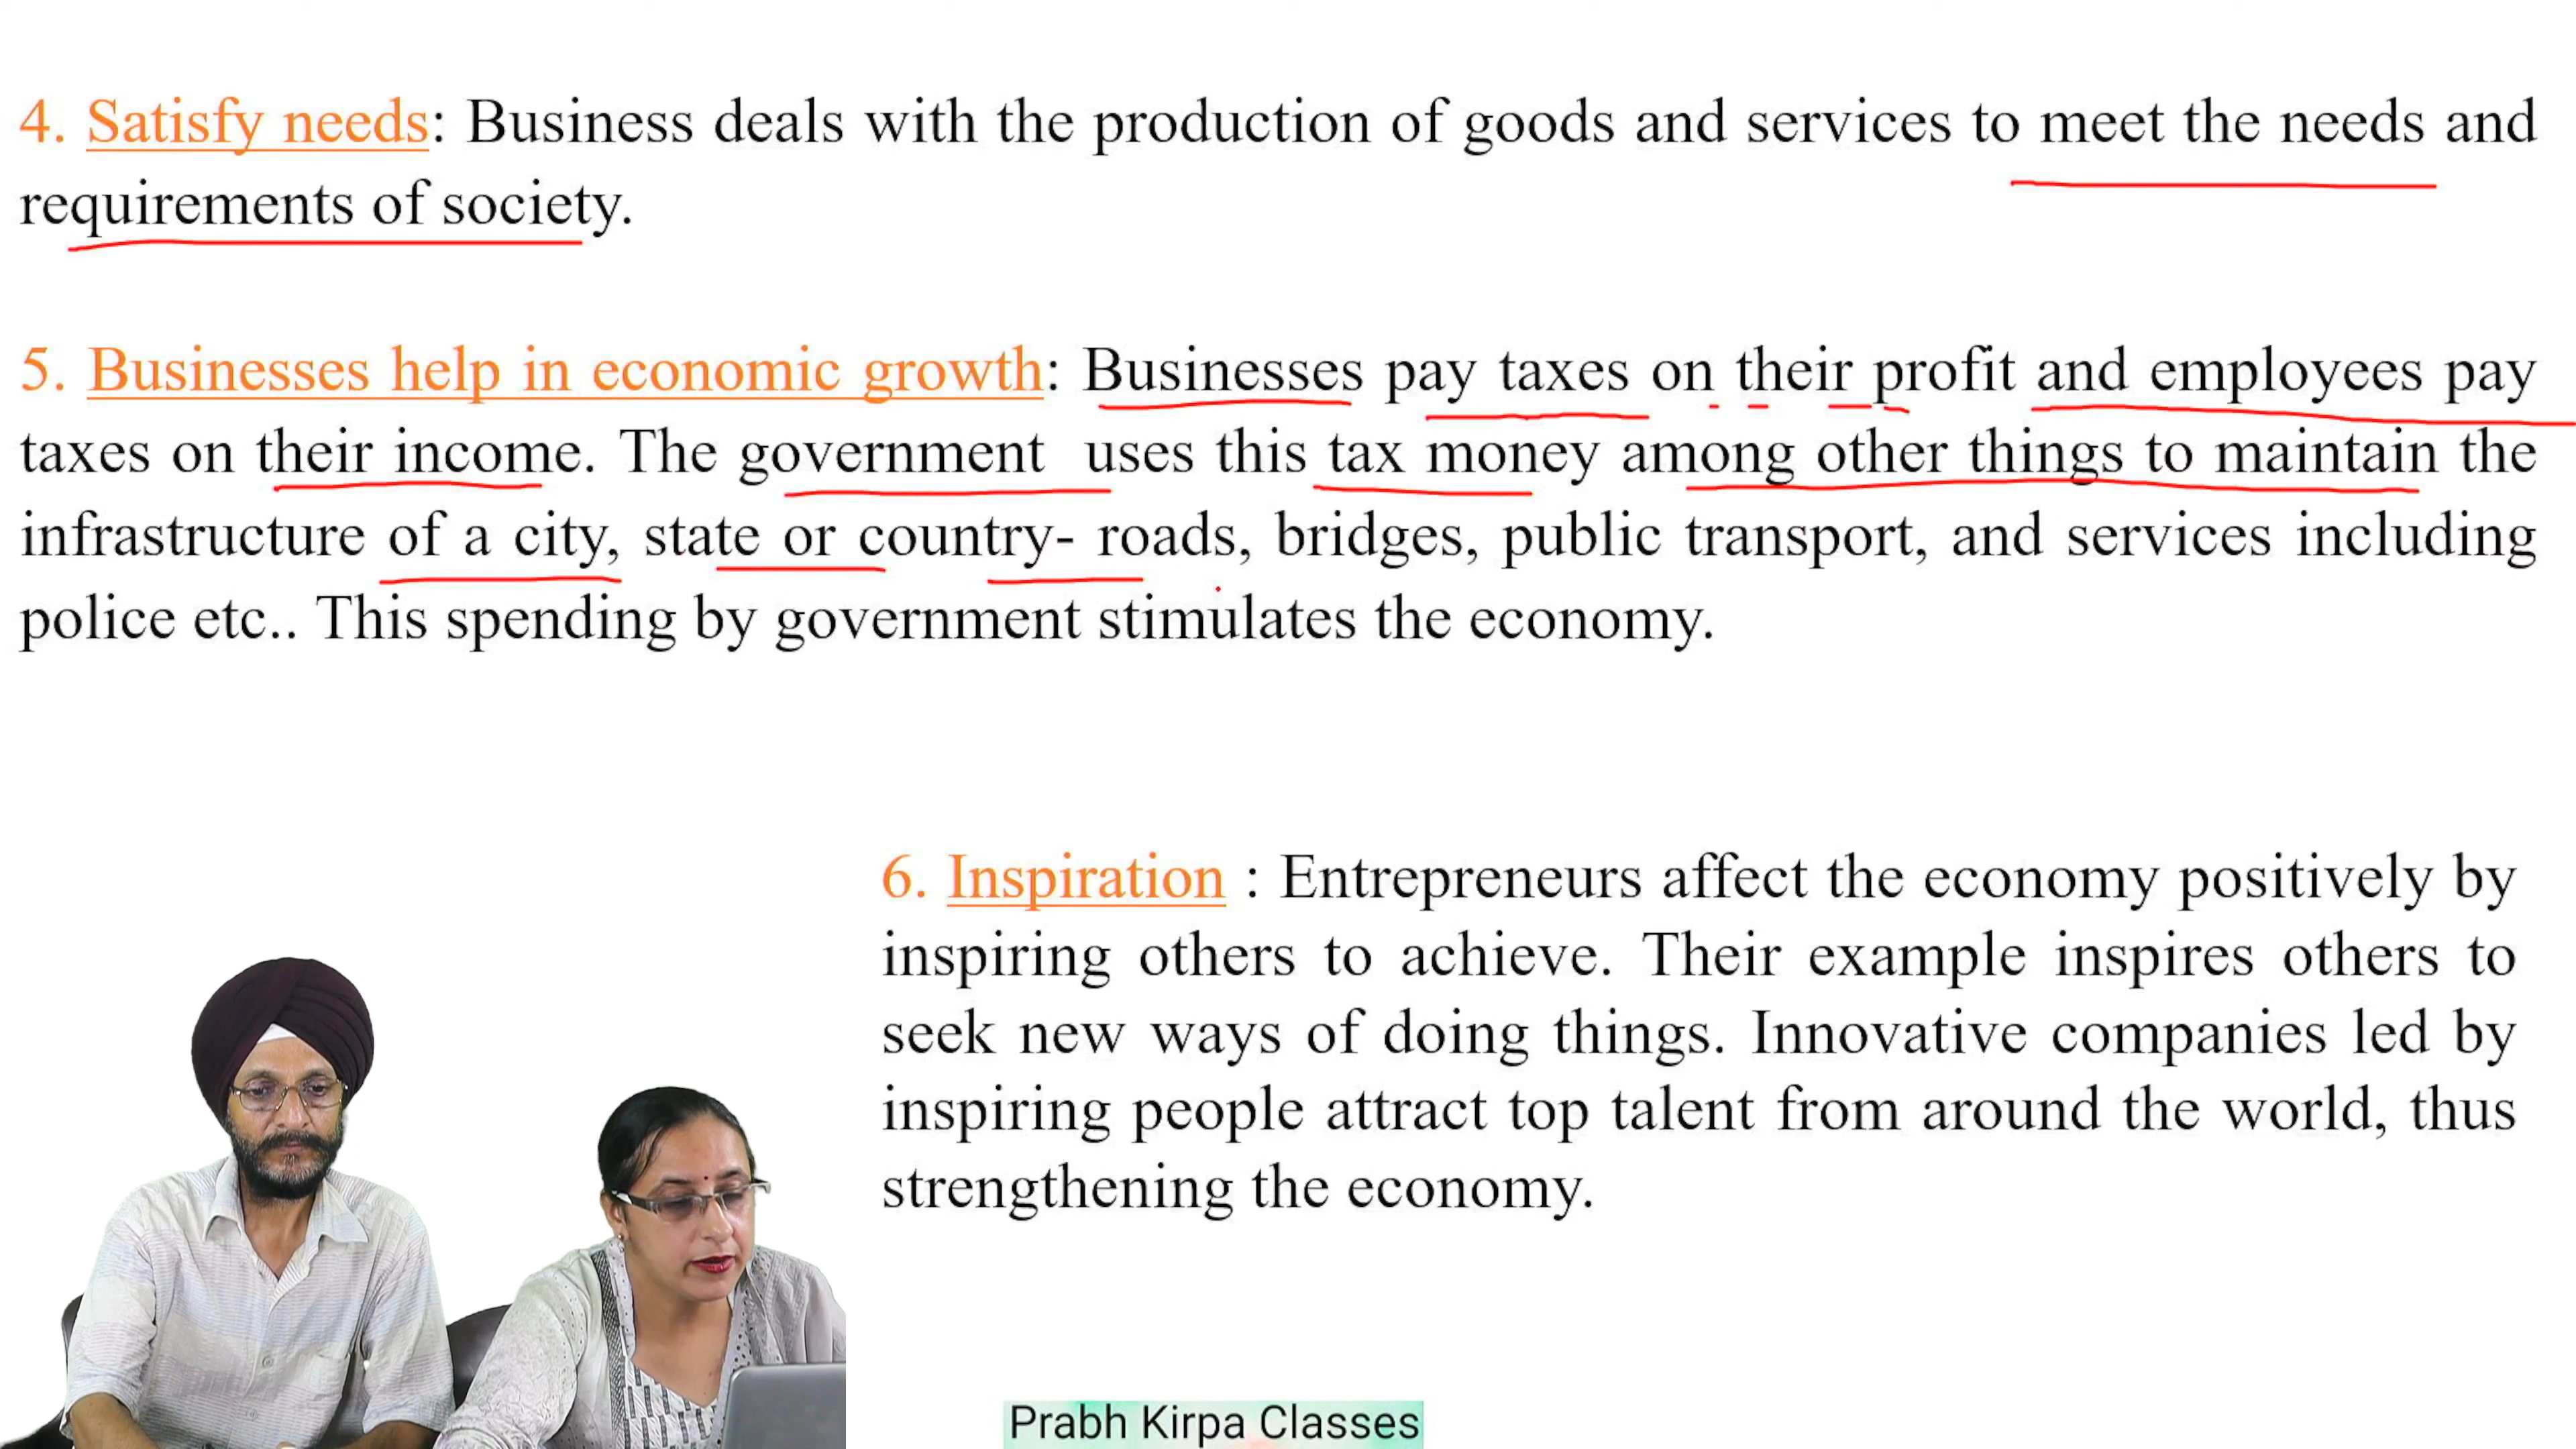 4. Satisfy needs: Business deals with the production of goods and services to meet the needs and
requirements of society.
5. Businesses help in economic growth: Businesses pay taxes on their profit and employees pay
taxes on their income. The government uses this tax money among other things to maintain the
infrastructure of a city, state or country- roads, bridges, public transport, and services including
police etc.. This spending by government stimulates the economy.
6. Inspiration : Entrepreneurs affect the economy positively by
inspiring others to achieve. Their example inspires others to
seek new ways of doing things. Innovative companies led by
inspiring people attract top talent from around the world, thus
strengthening the economy.
Prabh Kirpa Classes